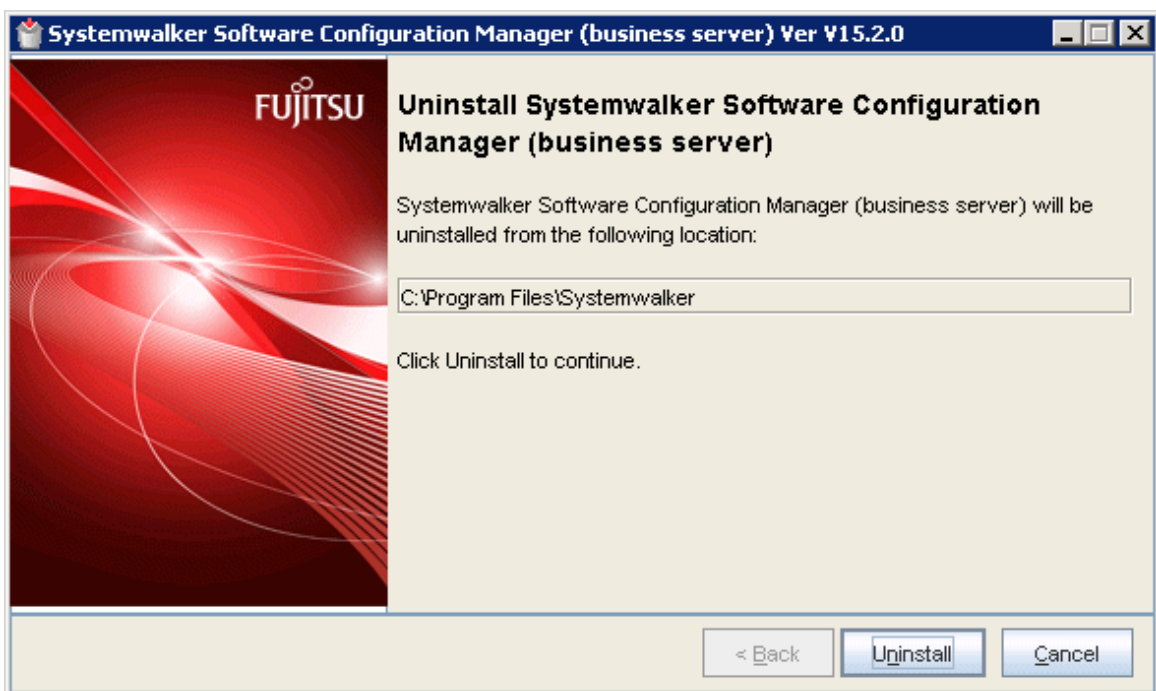 Systemwalker Software Configuration Manager (business server) Ver V15.2.0
FUJITSU
Uninstall Systemwalker Software Configuration
Manager (business server)
Systemwalker Software Configuration Manager (business server) will be
uninstalled from the following location:
C:\Program Files\Systemwalker
Click Uninstall to continue.
< Back
Uninstall
Cancel